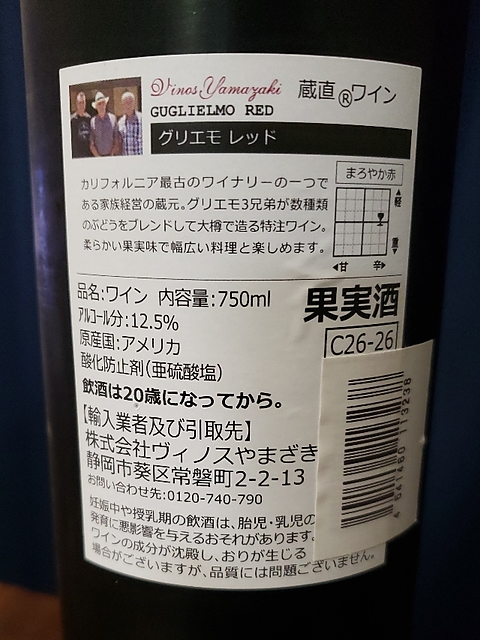 Vinos Yamazaki 蔵直®ワイン
GUGLIELMO RED
グリエモ レッド
カリフォルニア最古のワイナリーの一つで
ある家族経営の蔵元。グリエモ3兄弟が数種類
のぶどうをブレンドして大樽で造る特注ワイン。
柔らかい果実味で幅広い料理と楽しめます。
まろやか赤
▲軽
重▼
◀甘 辛▶
品名:ワイン 内容量:750ml
アルコール分:12.5%
原産国:アメリカ
酸化防止剤(亜硫酸塩)
果実酒
C26-26
飲酒は20歳になってから。
【輸入業者及び引取先】
株式会社ヴィノスやまざき
静岡市葵区常磐町2-2-13
お問い合わせ先:0120-740-790
妊娠中や授乳期の飲酒は、胎児・乳児の
発育に悪影響を与えるおそれがあります。
ワインの成分が沈殿し、おりが生じる
場合がございますが、品質には問題ございません。